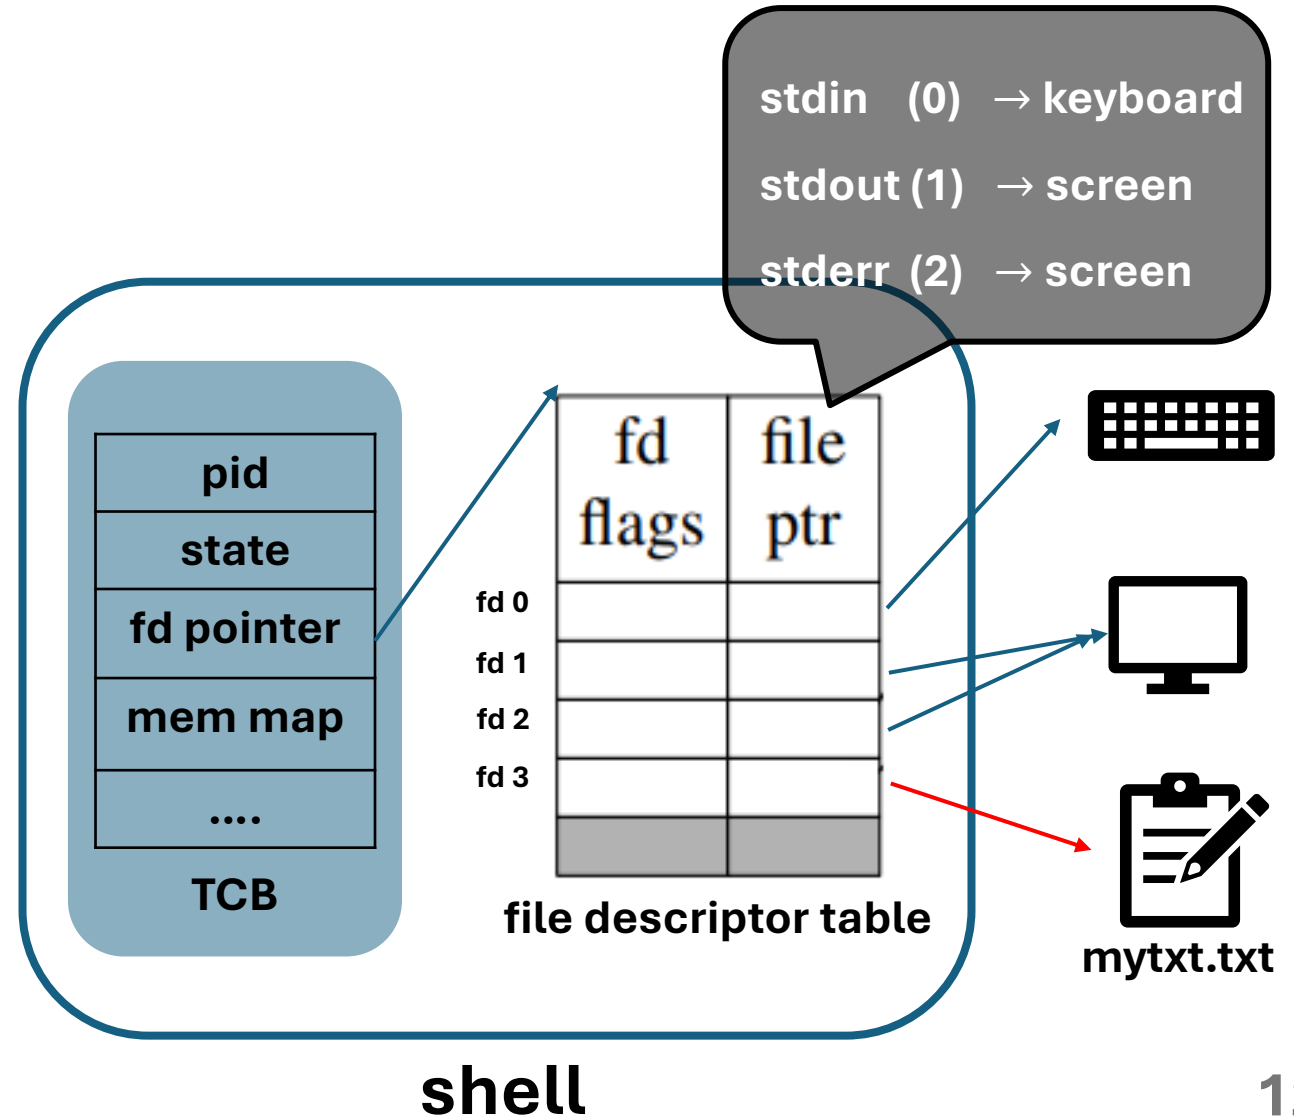 stdin (0) → keyboard
stdout (1) → screen
stderr (2) → screen
pid
state
fd pointer
mem map
....
TCB
fd
flags
file
ptr
fd 0
fd 1
fd 2
fd 3
file descriptor table
mytxt.txt
shell